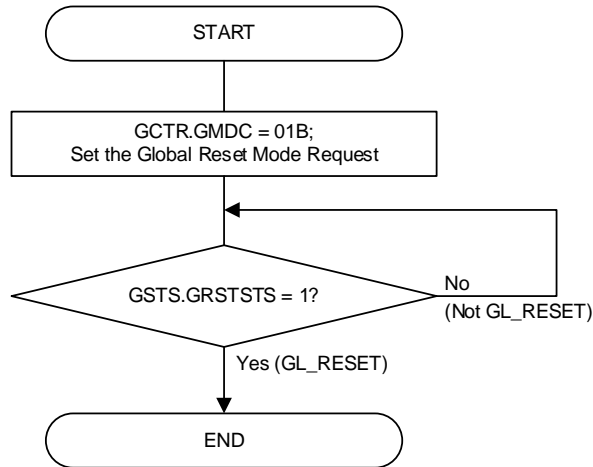 START
GCTR.GMDC = 01B;
Set the Global Reset Mode Request
GSTS.GRSTSTS = 1?
No
(Not GL_RESET)
Yes (GL_RESET)
END